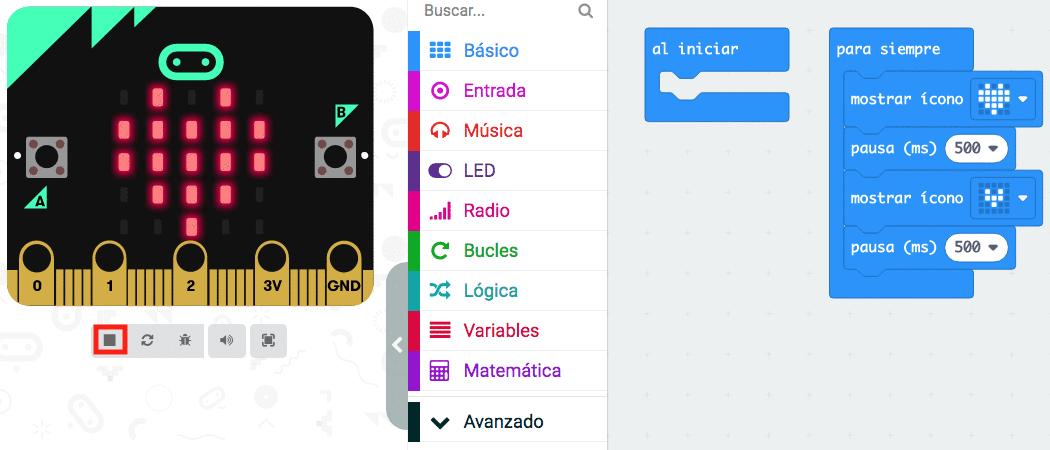 B
A
0
1
2
3V
GND
Buscar...
Básico
Entrada
Música
LED
Radio
Bucles
Lógica
Variables
Matemática
Avanzado
al iniciar
para siempre
mostrar ícono
pausa (ms) 500
mostrar ícono
pausa (ms) 500